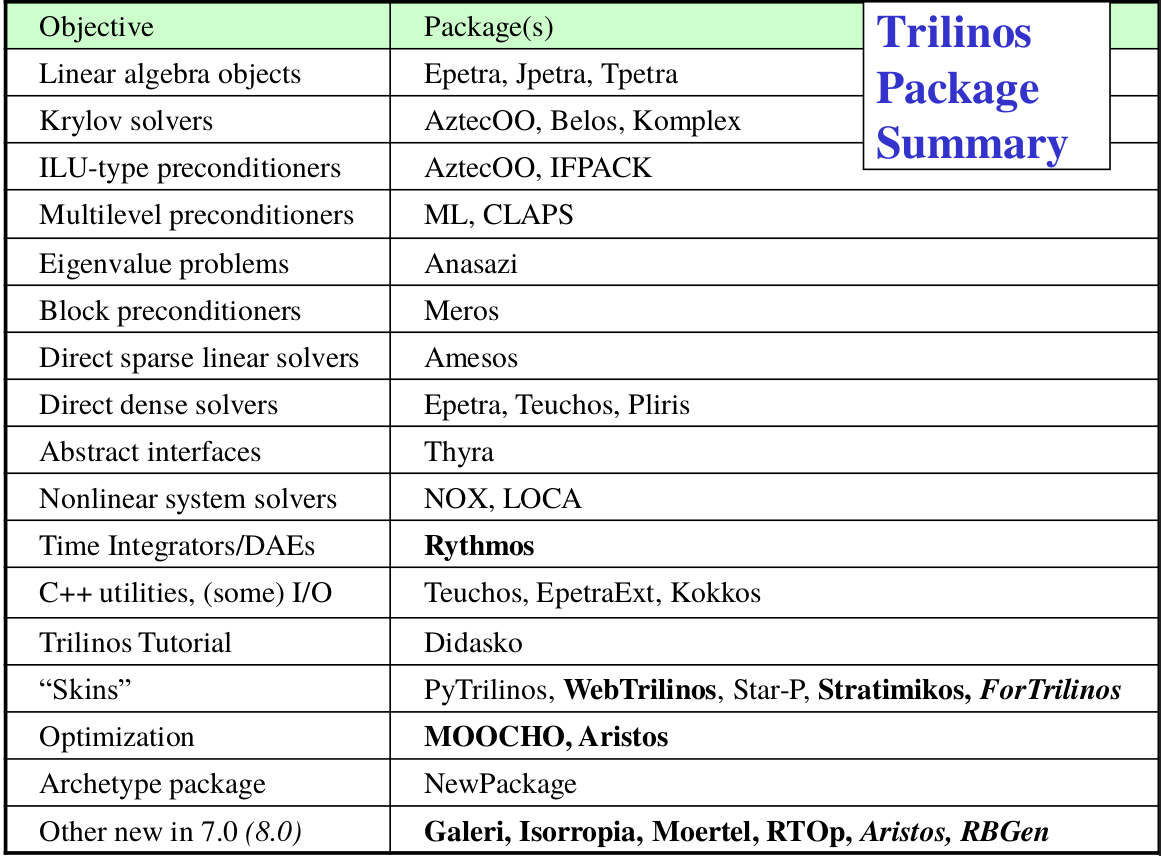 Trilinos
Package
Summary
Objective Package(s)
Linear algebra objects Epetra, Jpetra, Tpetra
Krylov solvers AztecOO, Belos, Komplex
ILU-type preconditioners AztecOO, IFPACK
Multilevel preconditioners ML, CLAPS
Eigenvalue problems Anasazi
Block preconditioners Meros
Direct sparse linear solvers Amesos
Direct dense solvers Epetra, Teuchos, Pliris
Abstract interfaces Thyra
Nonlinear system solvers NOX, LOCA
Time Integrators/DAEs Rythmos
C++ utilities, (some) I/O Teuchos, EpetraExt, Kokkos
Trilinos Tutorial Didasko
“Skins” PyTrilinos, WebTrilinos, Star-P, Stratimikos, ForTrilinos
Optimization MOOCHO, Aristos
Archetype package NewPackage
Other new in 7.0 (8.0) Galeri, Isorropia, Moertel, RTOp, Aristos, RBGen